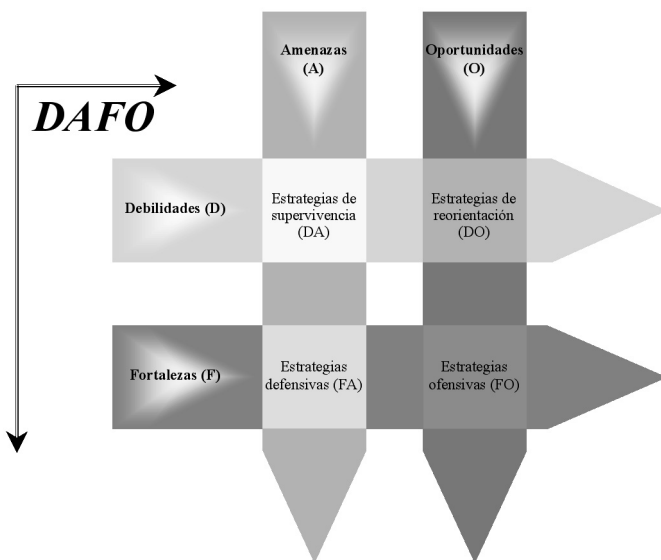 Amenazas
(A)
Oportunidades
(O)
DAFO
Debilidades (D)
Estrategias de
supervivencia
(DA)
Estrategias de
reorientación
(DO)
Fortalezas (F)
Estrategias
defensivas (FA)
Estrategias
ofensivas (FO)